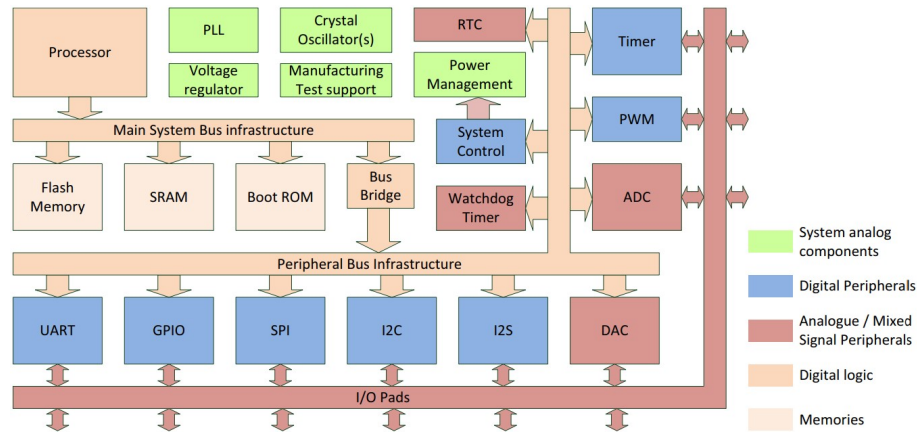 Processor
PLL
Crystal
Oscillator(s)
RTC
Timer
Voltage
regulator
Manufacturing
Test support
Power
Management
Main System Bus infrastructure
System
Control
PWM
Flash
Memory
SRAM
Boot ROM
Bus
Bridge
Watchdog
Timer
ADC
Peripheral Bus Infrastructure
UART
GPIO
SPI
I2C
I2S
DAC
I/O Pads
System analog
components
Digital Peripherals
Analogue / Mixed
Signal Peripherals
Digital logic
Memories